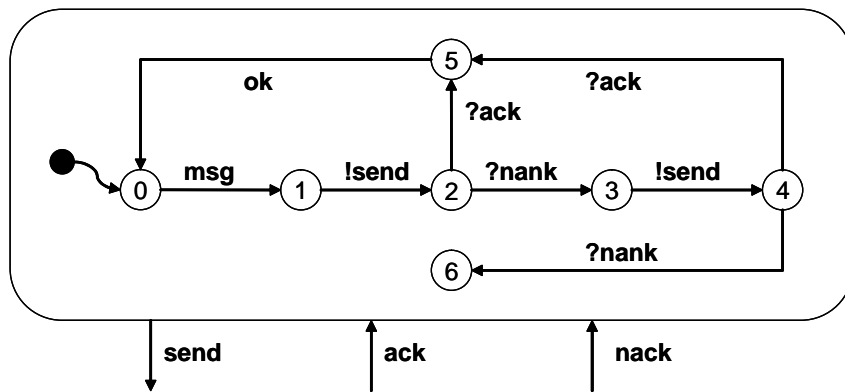 5
ok
?ack
?ack
msg
!send
?nank
!send
0
1
2
3
4
?nank
6
send
ack
nack